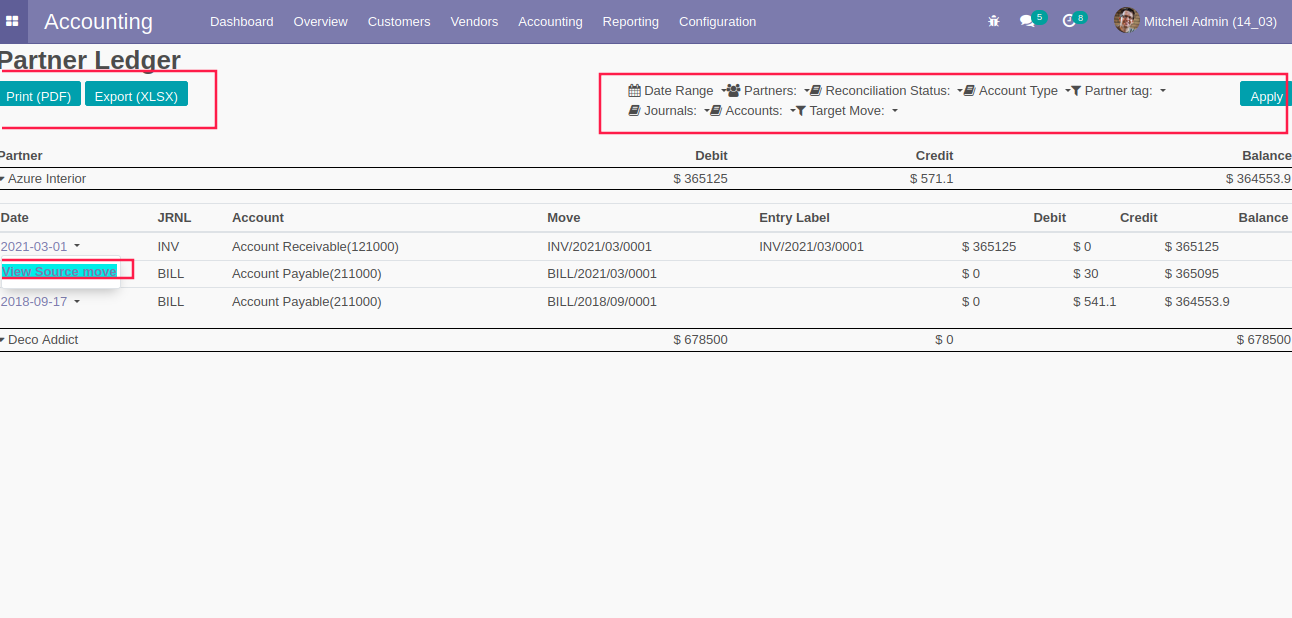 Accounting Dashboard Overview Customers Vendors Accounting Reporting Configuration 5 8 Mitchell Admin (14_03)
Partner Ledger
Print (PDF) Export (XLSX) Date Range Partners: Reconciliation Status: Account Type Partner tag: Apply
Journals: Accounts: Target Move:
Partner Debit Credit Balance
Azure Interior $ 365125 $ 571.1 $ 364553.9
Date JRNL Account Move Entry Label Debit Credit Balance
2021-03-01 INV Account Receivable(121000) INV/2021/03/0001 INV/2021/03/0001 $ 365125 $ 0 $ 365125
View Source move BILL Account Payable(211000) BILL/2021/03/0001 $ 0 $ 30 $ 365095
2018-09-17 BILL Account Payable(211000) BILL/2018/09/0001 $ 0 $ 541.1 $ 364553.9
Deco Addict $ 678500 $ 0 $ 678500